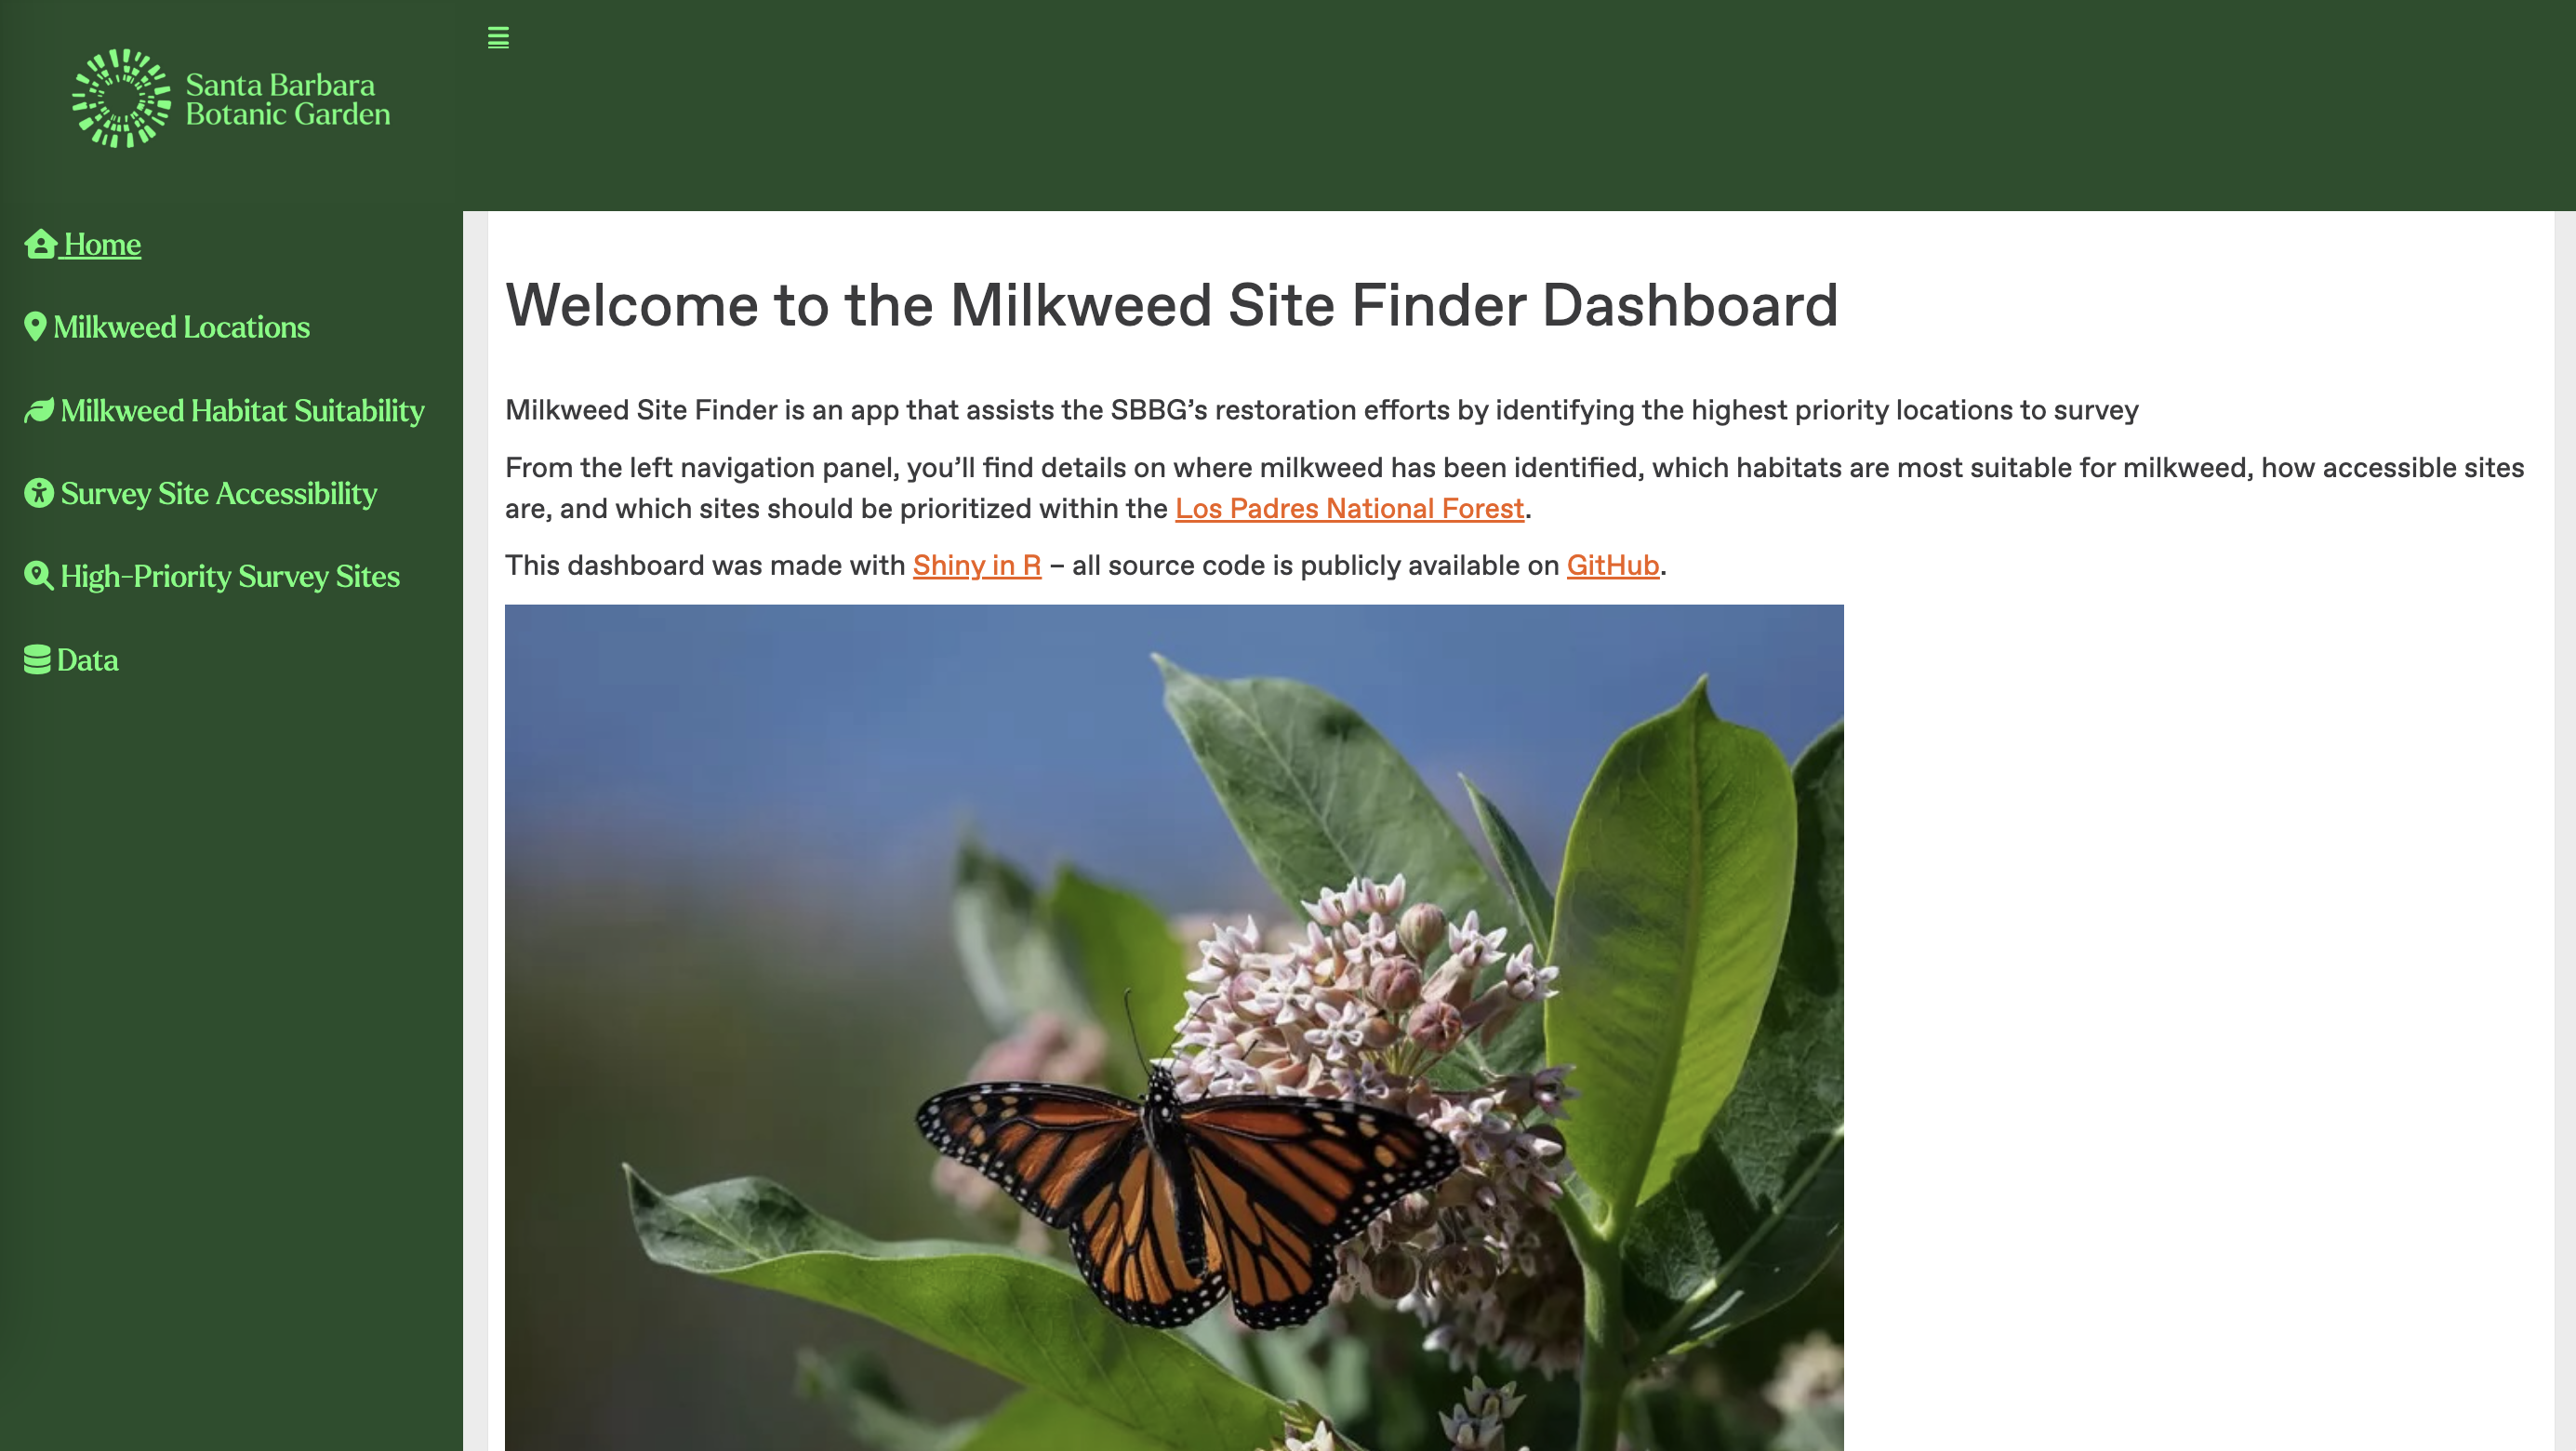 Santa Barbara
Botanic Garden
Home
Milkweed Locations
Milkweed Habitat Suitability
Survey Site Accessibility
High-Priority Survey Sites
Data
Welcome to the Milkweed Site Finder Dashboard
Milkweed Site Finder is an app that assists the SBBG’s restoration efforts by identifying the highest priority locations to survey
From the left navigation panel, you’ll find details on where milkweed has been identified, which habitats are most suitable for milkweed, how accessible sites
are, and which sites should be prioritized within the Los Padres National Forest.
This dashboard was made with Shiny in R – all source code is publicly available on GitHub.